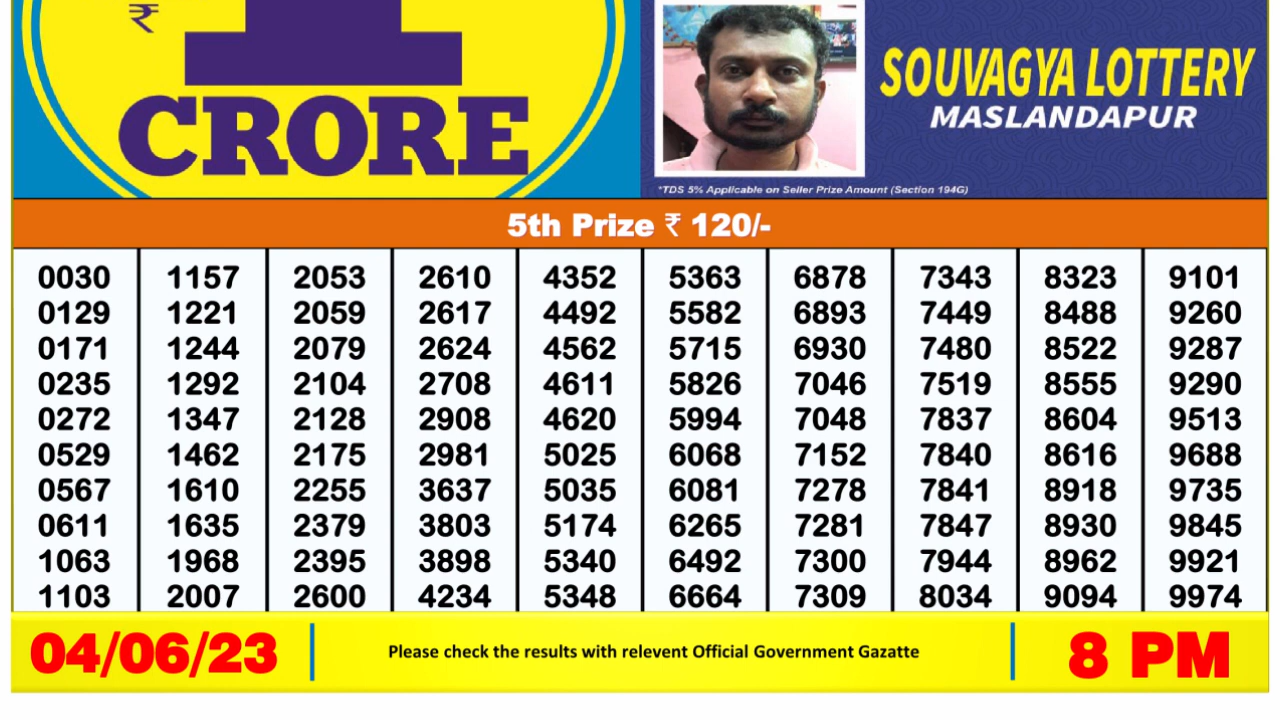 ₹
1
CRORE
SOUVAGYA LOTTERY
MASLANDAPUR
*TDS 5% Applicable on Seller Prize Amount (Section 194G)
5th Prize ₹ 120/-
0030 1157 2053 2610 4352 5363 6878 7343 8323 9101
0129 1221 2059 2617 4492 5582 6893 7449 8488 9260
0171 1244 2079 2624 4562 5715 6930 7480 8522 9287
0235 1292 2104 2708 4611 5826 7046 7519 8555 9290
0272 1347 2128 2908 4620 5994 7048 7837 8604 9513
0529 1462 2175 2981 5025 6068 7152 7840 8616 9688
0567 1610 2255 3637 5035 6081 7278 7841 8918 9735
0611 1635 2379 3803 5174 6265 7281 7847 8930 9845
1063 1968 2395 3898 5340 6492 7300 7944 8962 9921
1103 2007 2600 4234 5348 6664 7309 8034 9094 9974
04/06/23 Please check the results with relevent Official Government Gazatte 8 PM